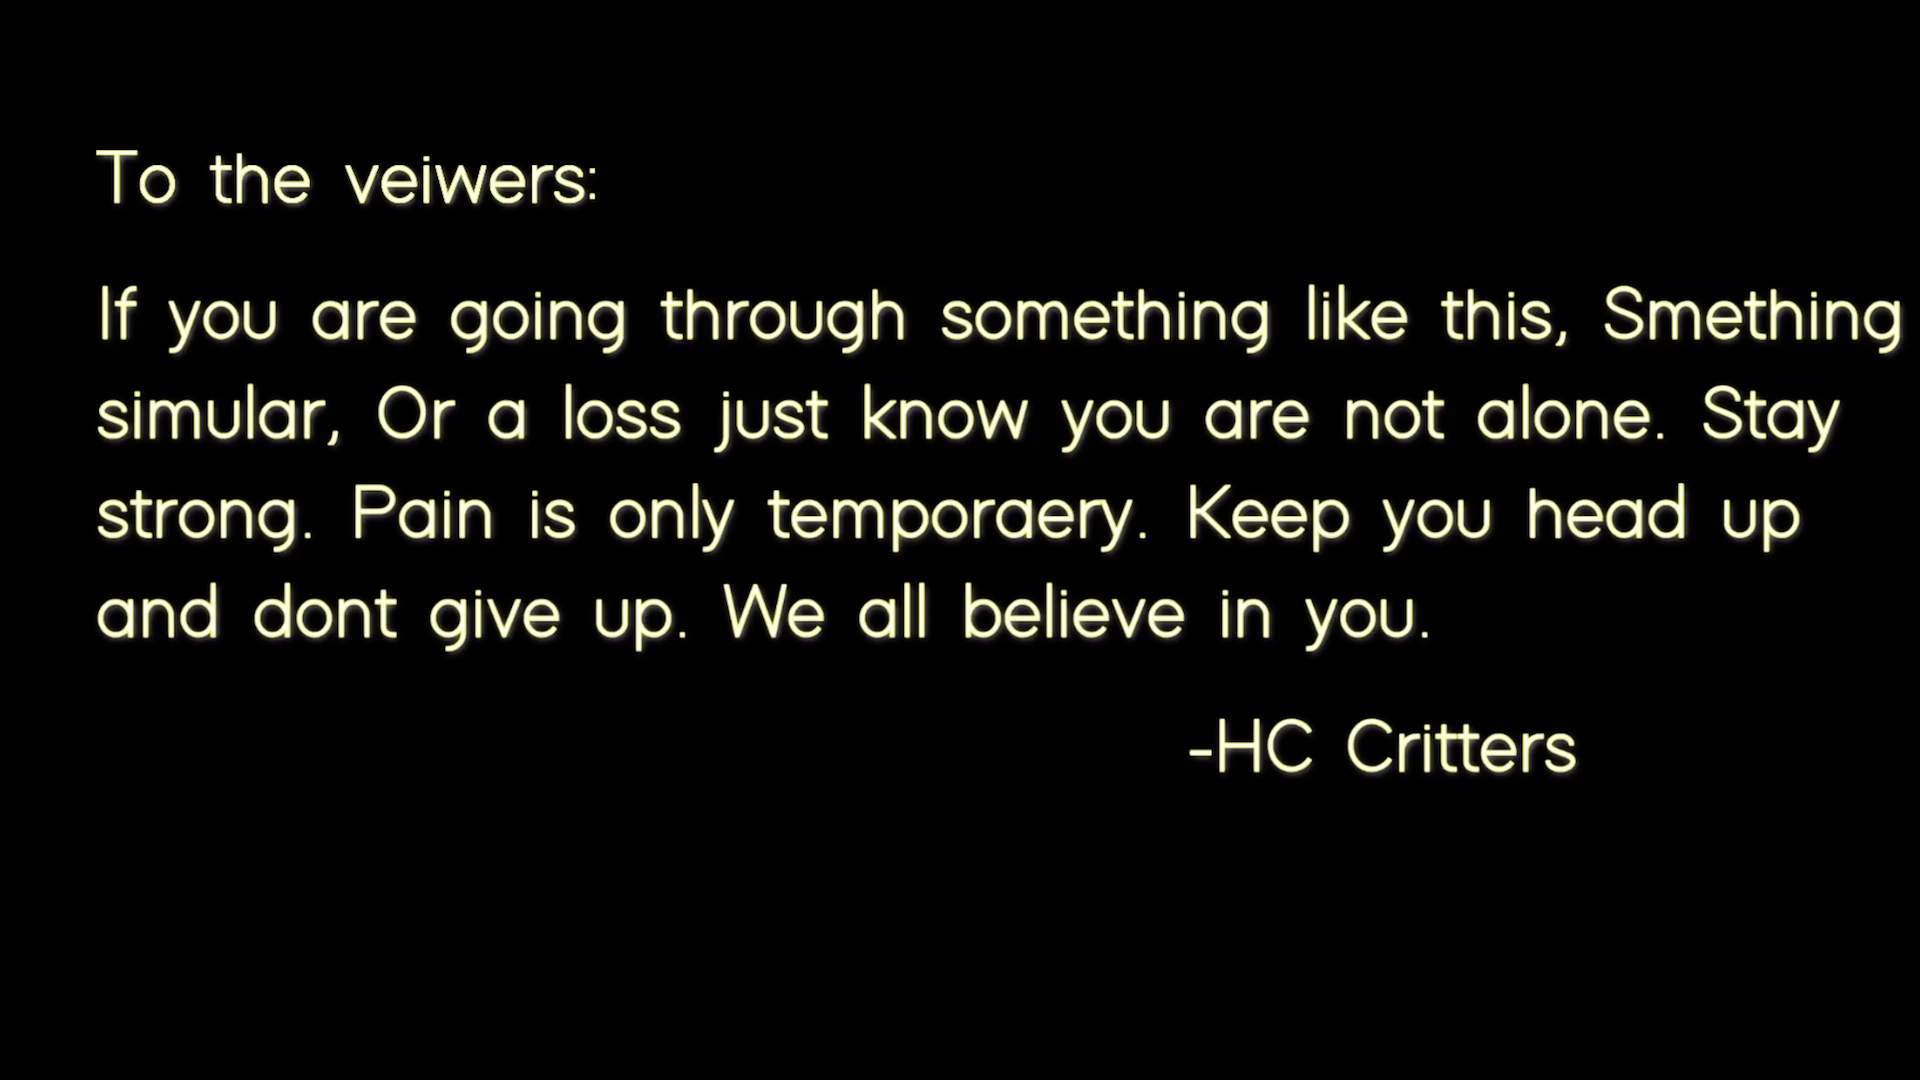 To the veiwers:
If you are going through something like this, Smething
simular, Or a loss just know you are not alone. Stay
strong. Pain is only temporaery. Keep you head up
and dont give up. We all believe in you.
-HC Critters